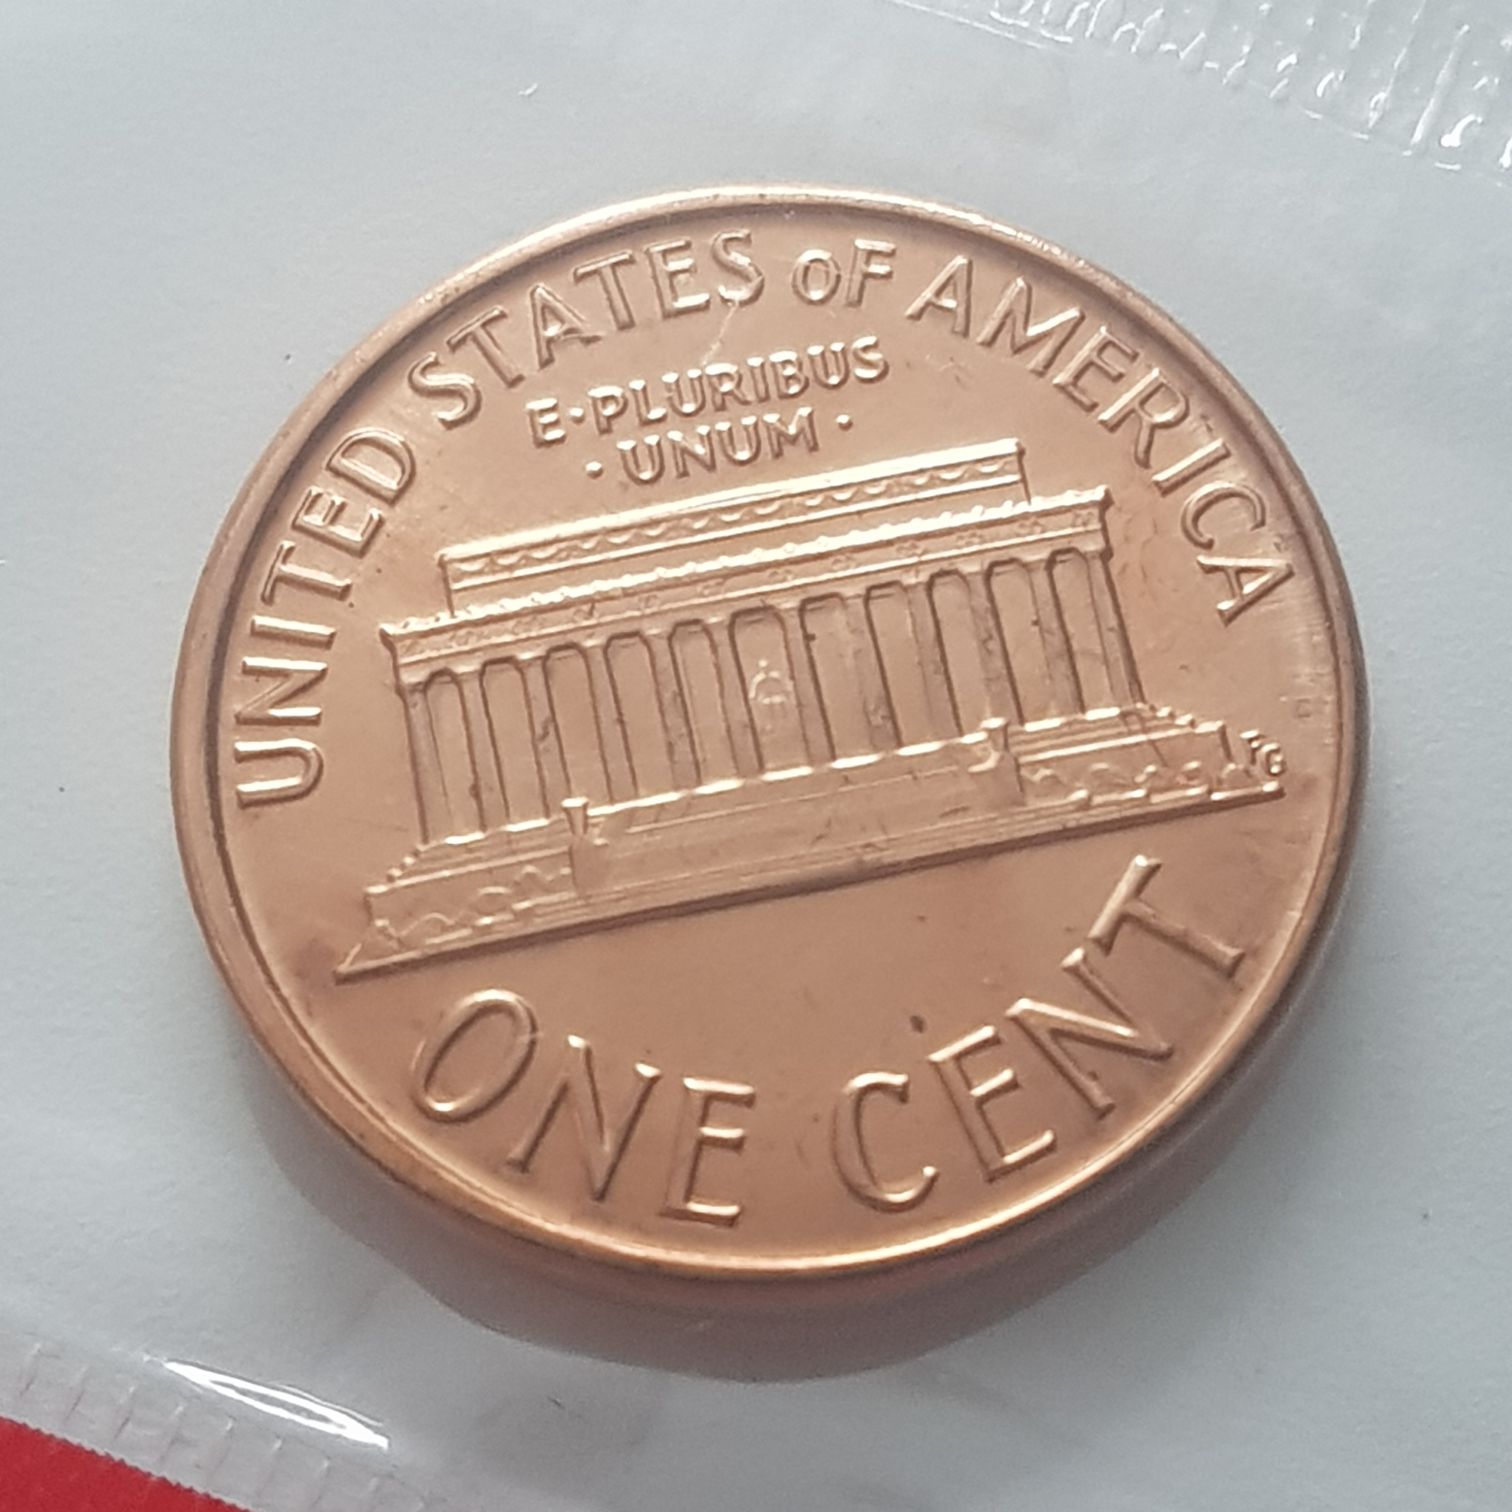 UNITED STATES OF AMERICA
E·PLURIBUS
·UNUM·
FG
ONE CENT